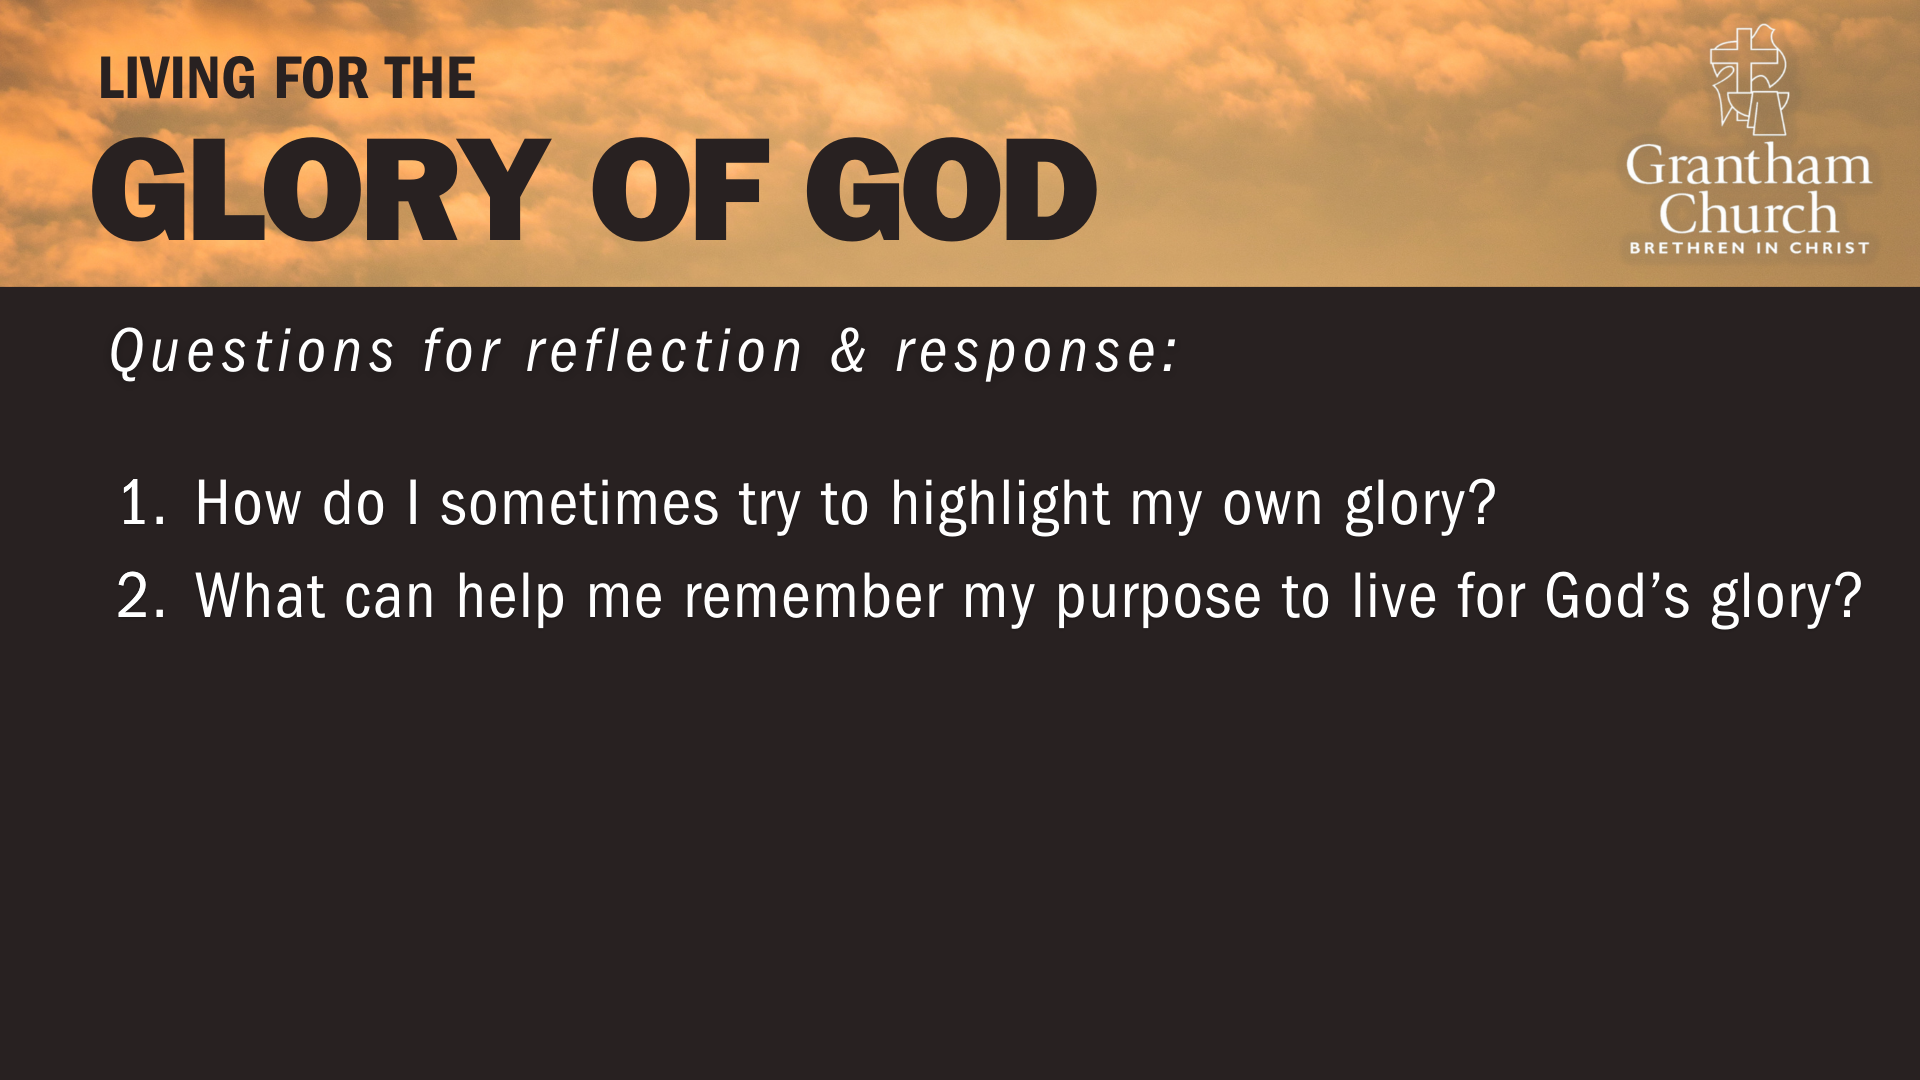 LIVING FOR THE
GLORY OF GOD
Grantham
Church
BRETHREN IN CHRIST
Questions for reflection & response:
1. How do I sometimes try to highlight my own glory?
2. What can help me remember my purpose to live for God’s glory?